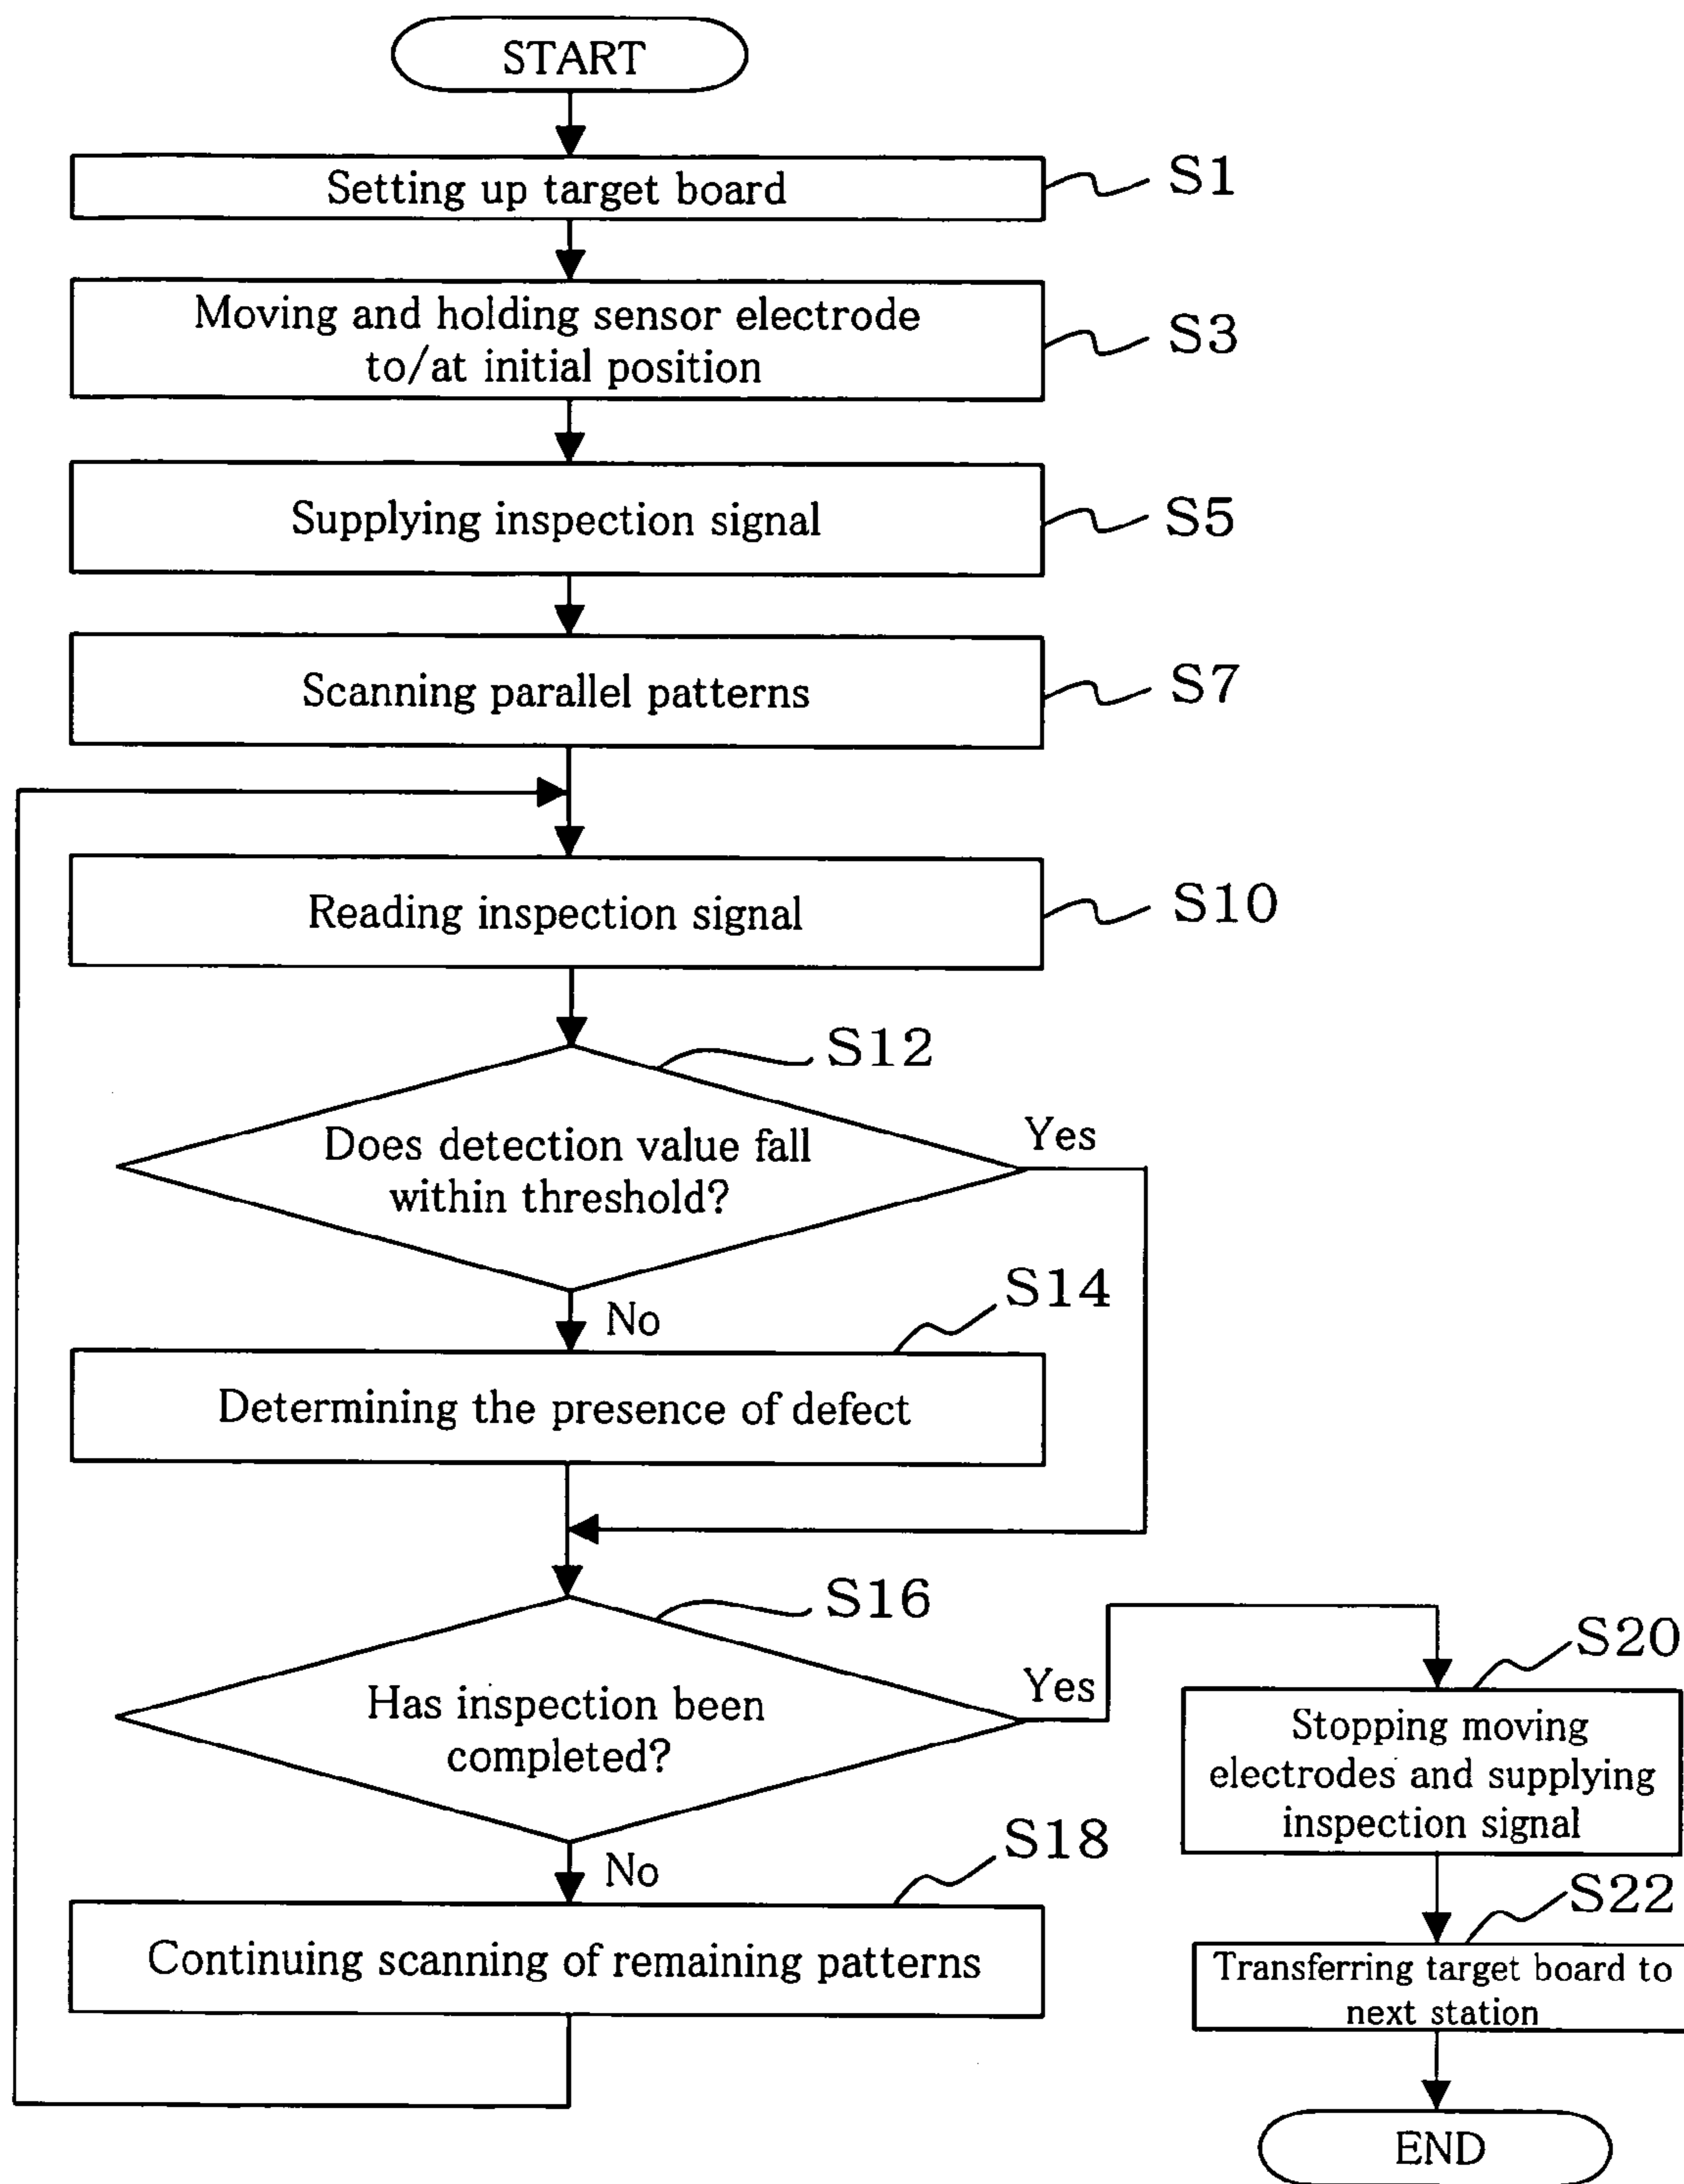 START
Setting up target board
S1
Moving and holding sensor electrode
to/at initial position
S3
Supplying inspection signal
S5
Scanning parallel patterns
S7
Reading inspection signal
S10
S12
Does detection value fall
within threshold?
Yes
No
S14
Determining the presence of defect
S16
Has inspection been
completed?
Yes
No
S18
Continuing scanning of remaining patterns
S20
Stopping moving
electrodes and supplying
inspection signal
S22
Transferring target board to
next station
END